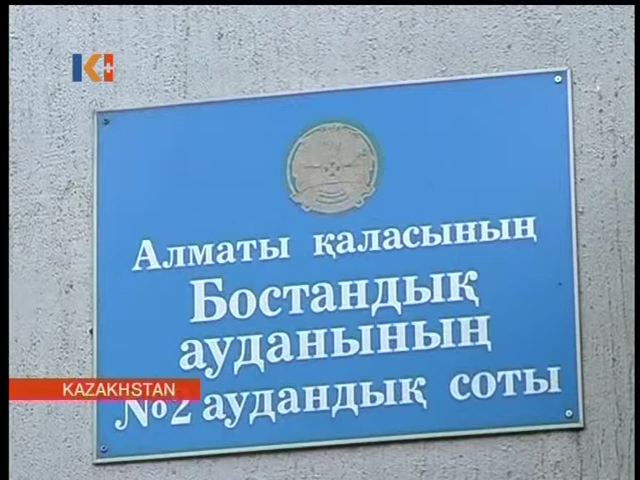 K+
Алматы қаласының
Бостандық
ауданының
№2 аудандық соты
KAZAKHSTAN